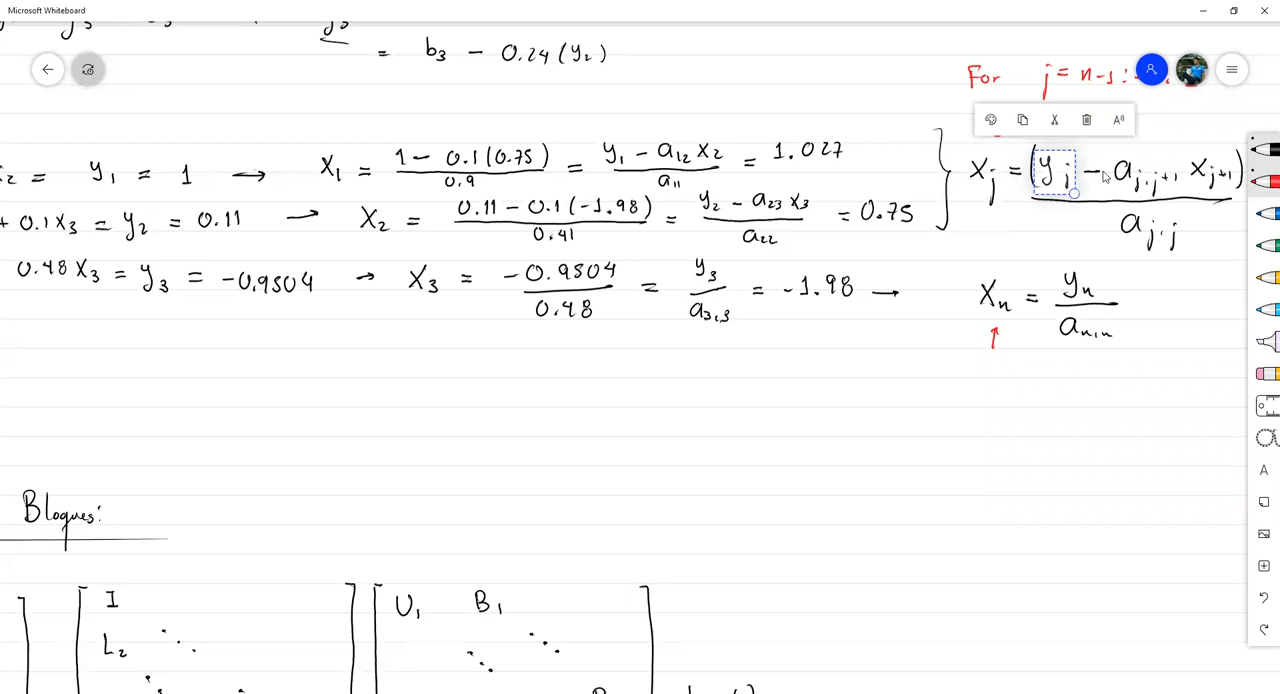 Microsoft Whiteboard
= b3 - 0.24 (y2)
For j = n-1 :
x2 = y1 = 1 → x1 = (1 - 0.1(0.75)) / 0.9 = (y1 - a12 x2) / a11 = 1.027
+ 0.1x3 = y2 = 0.11 → x2 = (0.11 - 0.1(-1.98)) / 0.41 = (y2 - a23 x3) / a22 = 0.75
xj = (yj - aj,j+1 xj+1) / aj,j
0.48 x3 = y3 = -0.9504 → x3 = -0.9504 / 0.48 = y3 / a3,3 = -1.98 → xn = yn / an,n
Bloques:
I U1 B1
L2